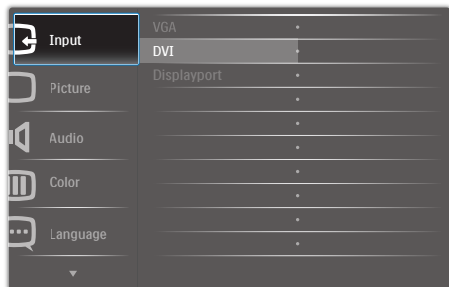 Input
Picture
Audio
Color
Language
VGA
DVI
Displayport